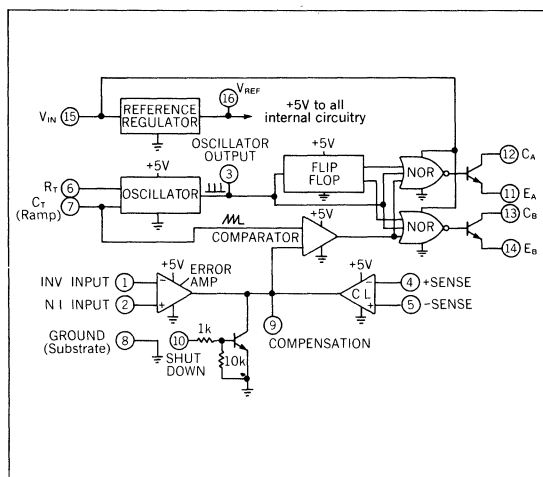 V_REF
16
V_IN 15
REFERENCE
REGULATOR
+5V to all
internal circuitry
OSCILLATOR
OUTPUT
3
+5V
R_T 6
OSCILLATOR
C_T 7
(Ramp)
+5V
FLIP
FLOP
NOR
12 C_A
11 E_A
NOR
13 C_B
14 E_B
COMPARATOR
+5V
INV INPUT 1
+5V
ERROR
AMP
−
NI INPUT 2
+
+5V
CL
−
4 +SENSE
+
5 −SENSE
GROUND 8
(Substrate)
10
SHUT
DOWN
1k
10k
9
COMPENSATION